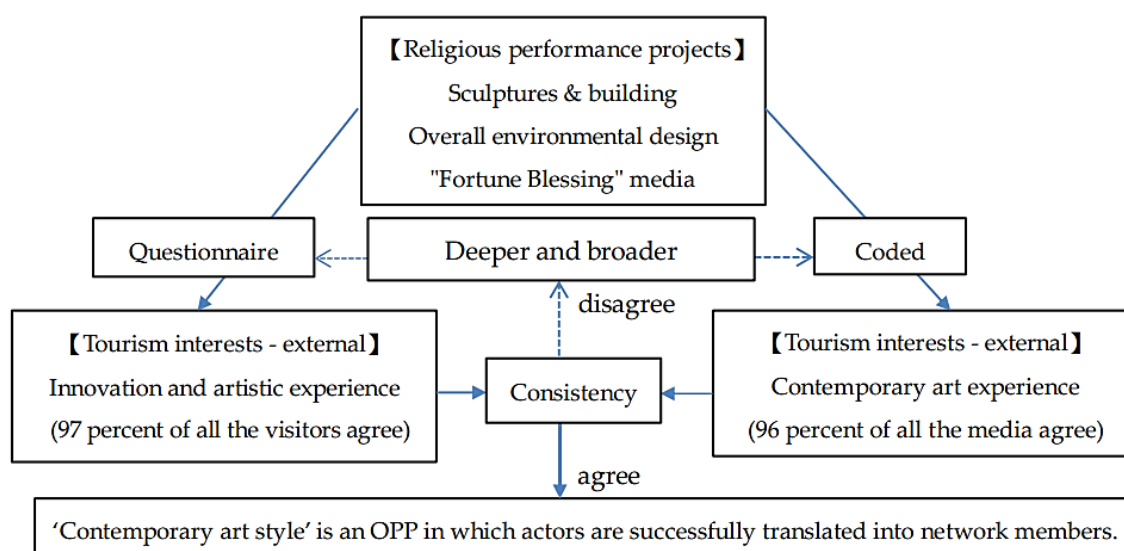 【Religious performance projects】
Sculptures & building
Overall environmental design
"Fortune Blessing" media
Questionnaire
Deeper and broader
Coded
disagree
【Tourism interests - external】
Innovation and artistic experience
(97 percent of all the visitors agree)
Consistency
【Tourism interests - external】
Contemporary art experience
(96 percent of all the media agree)
agree
‘Contemporary art style’ is an OPP in which actors are successfully translated into network members.